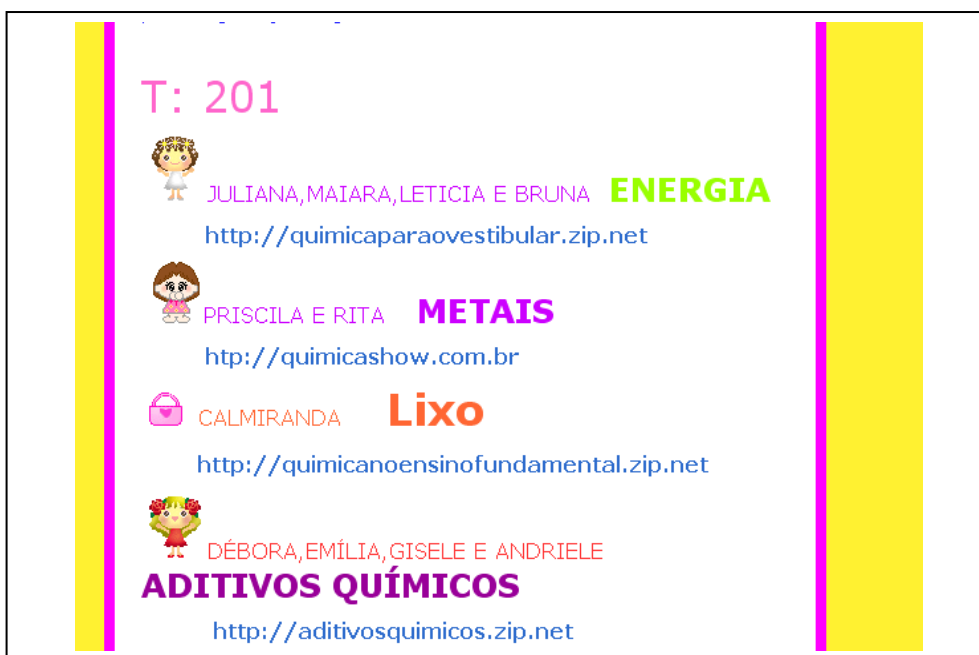 T: 201
JULIANA,MAIARA,LETICIA E BRUNA ENERGIA
http://quimicaparaovestibular.zip.net
PRISCILA E RITA METAIS
htp://quimicashow.com.br
CALMIRANDA Lixo
http://quimicanoensinofundamental.zip.net
DÉBORA,EMÍLIA,GISELE E ANDRIELE
ADITIVOS QUÍMICOS
http://aditivosquimicos.zip.net